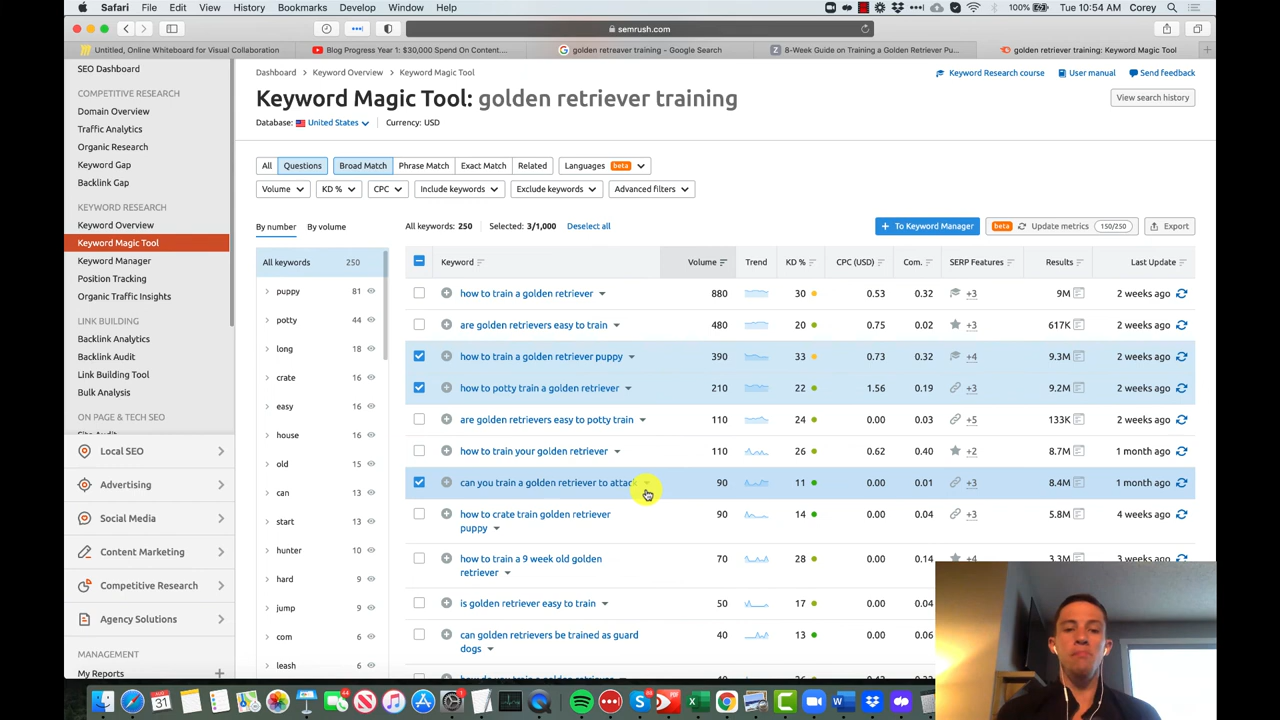 Safari File Edit View History Bookmarks Develop Window Help 100% Tue 10:54 AM Corey
semrush.com
Untitled, Online Whiteboard for Visual Collaboration Blog Progress Year 1: $30,000 Spend On Content.... golden retreaver training - Google Search 8-Week Guide on Training a Golden Retriever Pu... golden retriever training: Keyword Magic Tool
SEO Dashboard
COMPETITIVE RESEARCH
Domain Overview
Traffic Analytics
Organic Research
Keyword Gap
Backlink Gap
KEYWORD RESEARCH
Keyword Overview
Keyword Magic Tool
Keyword Manager
Position Tracking
Organic Traffic Insights
LINK BUILDING
Backlink Analytics
Backlink Audit
Link Building Tool
Bulk Analysis
ON PAGE & TECH SEO
Local SEO
Advertising
Social Media
Content Marketing
Competitive Research
Agency Solutions
MANAGEMENT
My Reports
Dashboard > Keyword Overview > Keyword Magic Tool
Keyword Research course User manual Send feedback
Keyword Magic Tool: golden retriever training
View search history
Database: United States Currency: USD
All Questions Broad Match Phrase Match Exact Match Related Languages beta
Volume KD % CPC Include keywords Exclude keywords Advanced filters
By number By volume
All keywords: 250 Selected: 3/1,000 Deselect all
+ To Keyword Manager beta Update metrics 150/250 Export
All keywords 250
puppy 81
potty 44
long 18
crate 16
easy 16
house 16
old 15
can 13
start 13
hunter 10
hard 9
jump 9
com 6
leash 6
Keyword Volume Trend KD % CPC (USD) Com. SERP Features Results Last Update
how to train a golden retriever 880 30 0.53 0.32 +3 9M 2 weeks ago
are golden retrievers easy to train 480 20 0.75 0.02 +3 617K 2 weeks ago
how to train a golden retriever puppy 390 33 0.73 0.32 +4 9.3M 2 weeks ago
how to potty train a golden retriever 210 22 1.56 0.19 +3 9.2M 2 weeks ago
are golden retrievers easy to potty train 110 24 0.00 0.03 +5 133K 2 weeks ago
how to train your golden retriever 110 26 0.62 0.40 +2 8.7M 1 month ago
can you train a golden retriever to attack 90 11 0.00 0.01 +3 8.4M 1 month ago
how to crate train golden retriever
puppy 90 14 0.00 0.04 +3 5.8M 4 weeks ago
how to train a 9 week old golden
retriever 70 28 0.00 0.14 +4 3.3M 3 weeks ago
is golden retriever easy to train 50 17 0.00 0.04
can golden retrievers be trained as guard
dogs 40 13 0.00 0.06